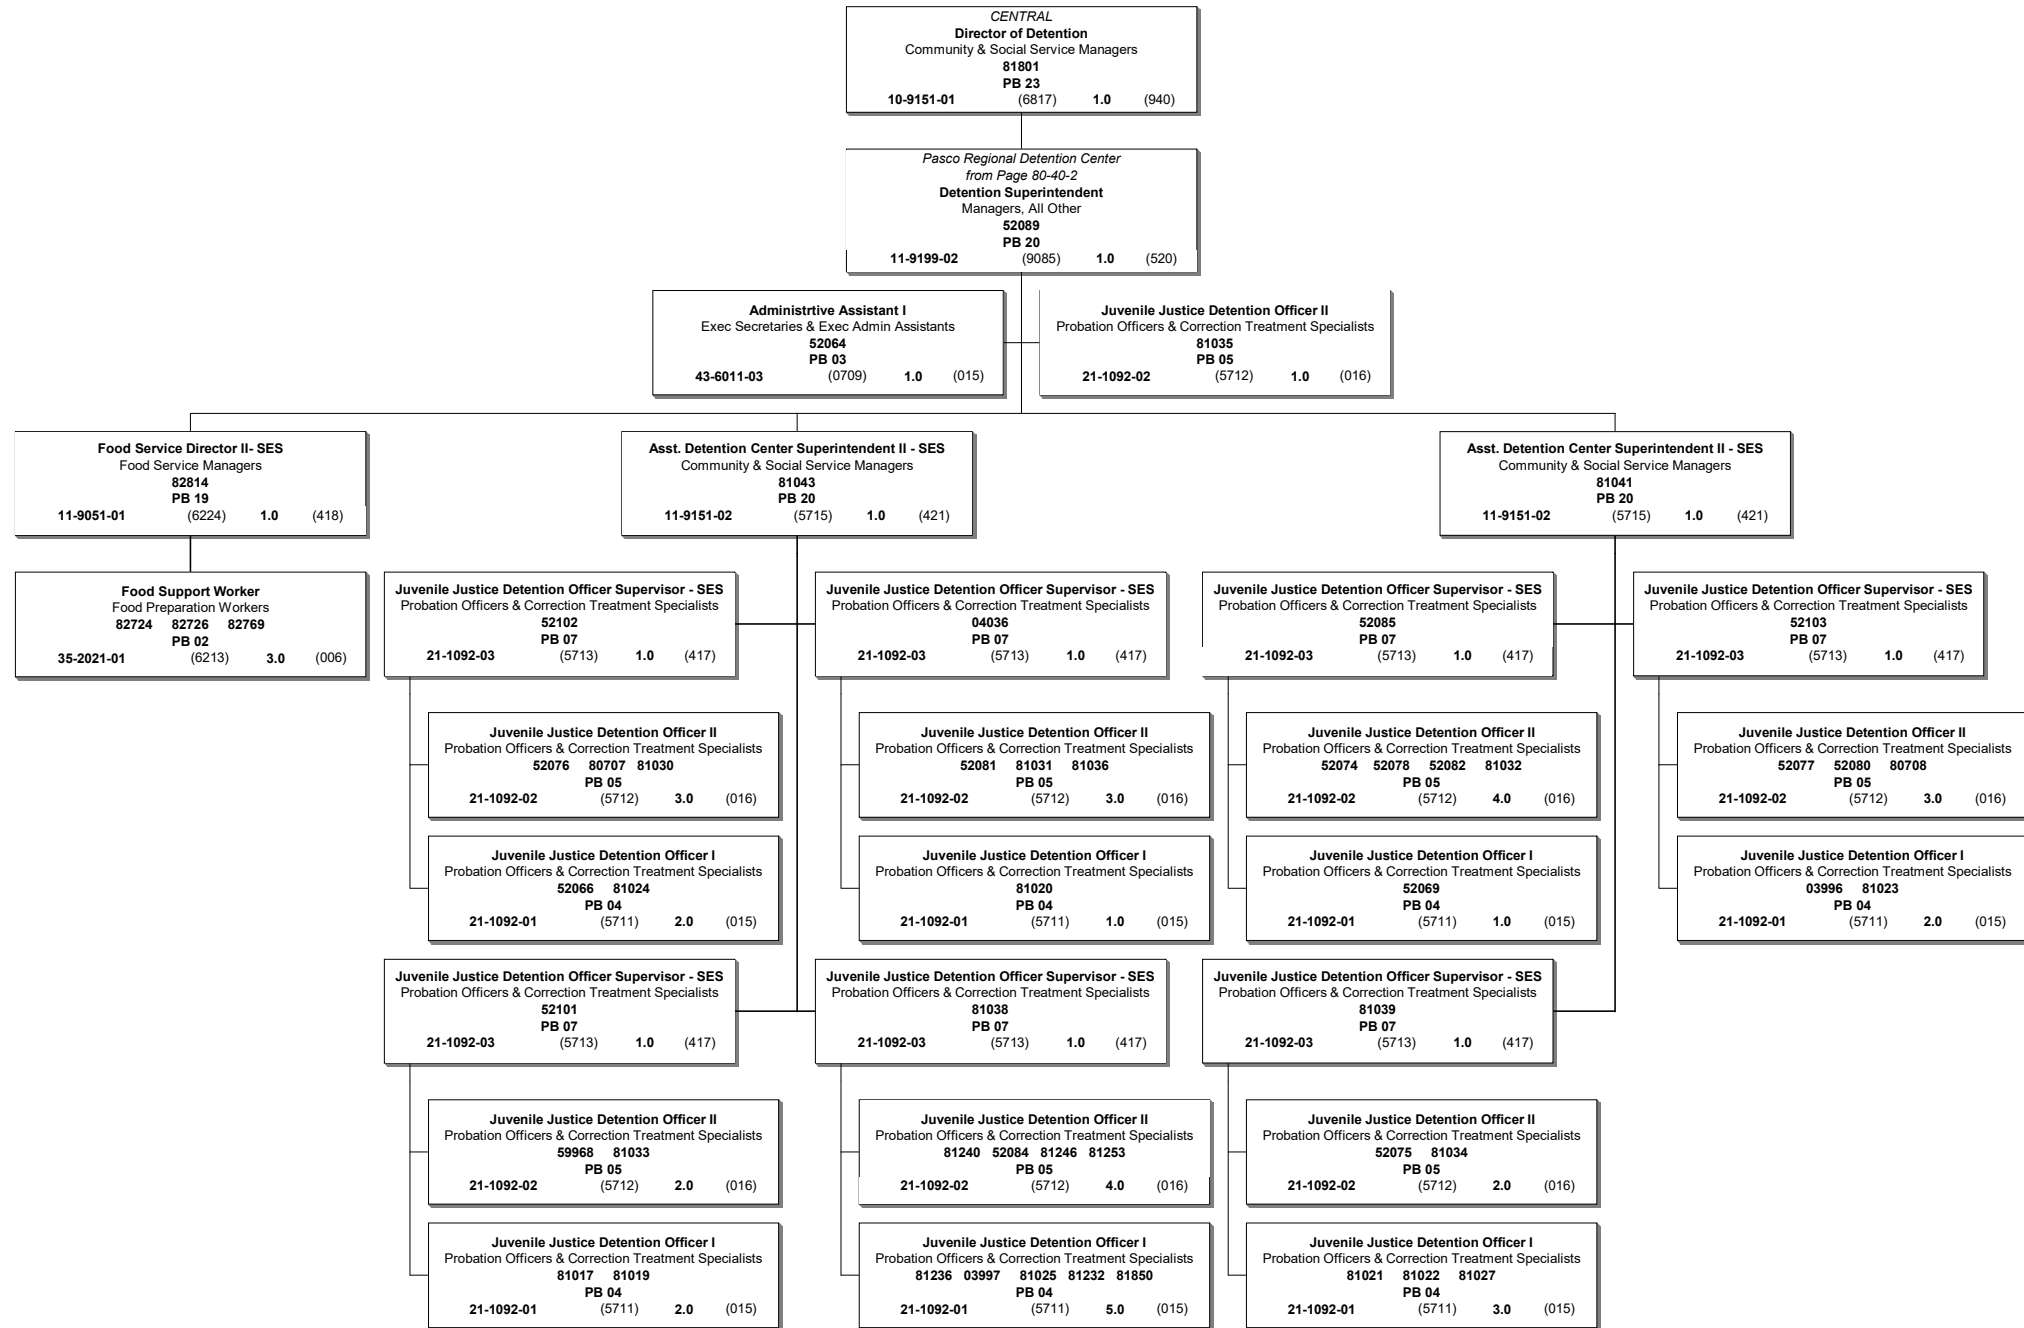 CENTRAL
Director of Detention
Community & Social Service Managers
81801
PB 23
10-9151-01 (6817) 1.0 (940)
Pasco Regional Detention Center
from Page 80-40-2
Detention Superintendent
Managers, All Other
52089
PB 20
11-9199-02 (9085) 1.0 (520)
Administrtive Assistant I
Exec Secretaries & Exec Admin Assistants
52064
PB 03
43-6011-03 (0709) 1.0 (015)
Juvenile Justice Detention Officer II
Probation Officers & Correction Treatment Specialists
81035
PB 05
21-1092-02 (5712) 1.0 (016)
Food Service Director II- SES
Food Service Managers
82814
PB 19
11-9051-01 (6224) 1.0 (418)
Asst. Detention Center Superintendent II - SES
Community & Social Service Managers
81043
PB 20
11-9151-02 (5715) 1.0 (421)
Asst. Detention Center Superintendent II - SES
Community & Social Service Managers
81041
PB 20
11-9151-02 (5715) 1.0 (421)
Food Support Worker
Food Preparation Workers
82724 82726 82769
PB 02
35-2021-01 (6213) 3.0 (006)
Juvenile Justice Detention Officer Supervisor - SES
Probation Officers & Correction Treatment Specialists
52102
PB 07
21-1092-03 (5713) 1.0 (417)
Juvenile Justice Detention Officer Supervisor - SES
Probation Officers & Correction Treatment Specialists
04036
PB 07
21-1092-03 (5713) 1.0 (417)
Juvenile Justice Detention Officer Supervisor - SES
Probation Officers & Correction Treatment Specialists
52085
PB 07
21-1092-03 (5713) 1.0 (417)
Juvenile Justice Detention Officer Supervisor - SES
Probation Officers & Correction Treatment Specialists
52103
PB 07
21-1092-03 (5713) 1.0 (417)
Juvenile Justice Detention Officer II
Probation Officers & Correction Treatment Specialists
52076 80707 81030
PB 05
21-1092-02 (5712) 3.0 (016)
Juvenile Justice Detention Officer II
Probation Officers & Correction Treatment Specialists
52081 81031 81036
PB 05
21-1092-02 (5712) 3.0 (016)
Juvenile Justice Detention Officer II
Probation Officers & Correction Treatment Specialists
52074 52078 52082 81032
PB 05
21-1092-02 (5712) 4.0 (016)
Juvenile Justice Detention Officer II
Probation Officers & Correction Treatment Specialists
52077 52080 80708
PB 05
21-1092-02 (5712) 3.0 (016)
Juvenile Justice Detention Officer I
Probation Officers & Correction Treatment Specialists
52066 81024
PB 04
21-1092-01 (5711) 2.0 (015)
Juvenile Justice Detention Officer I
Probation Officers & Correction Treatment Specialists
81020
PB 04
21-1092-01 (5711) 1.0 (015)
Juvenile Justice Detention Officer I
Probation Officers & Correction Treatment Specialists
52069
PB 04
21-1092-01 (5711) 1.0 (015)
Juvenile Justice Detention Officer I
Probation Officers & Correction Treatment Specialists
03996 81023
PB 04
21-1092-01 (5711) 2.0 (015)
Juvenile Justice Detention Officer Supervisor - SES
Probation Officers & Correction Treatment Specialists
52101
PB 07
21-1092-03 (5713) 1.0 (417)
Juvenile Justice Detention Officer Supervisor - SES
Probation Officers & Correction Treatment Specialists
81038
PB 07
21-1092-03 (5713) 1.0 (417)
Juvenile Justice Detention Officer Supervisor - SES
Probation Officers & Correction Treatment Specialists
81039
PB 07
21-1092-03 (5713) 1.0 (417)
Juvenile Justice Detention Officer II
Probation Officers & Correction Treatment Specialists
59968 81033
PB 05
21-1092-02 (5712) 2.0 (016)
Juvenile Justice Detention Officer II
Probation Officers & Correction Treatment Specialists
81240 52084 81246 81253
PB 05
21-1092-02 (5712) 4.0 (016)
Juvenile Justice Detention Officer II
Probation Officers & Correction Treatment Specialists
52075 81034
PB 05
21-1092-02 (5712) 2.0 (016)
Juvenile Justice Detention Officer I
Probation Officers & Correction Treatment Specialists
81017 81019
PB 04
21-1092-01 (5711) 2.0 (015)
Juvenile Justice Detention Officer I
Probation Officers & Correction Treatment Specialists
81236 03997 81025 81232 81850
PB 04
21-1092-01 (5711) 5.0 (015)
Juvenile Justice Detention Officer I
Probation Officers & Correction Treatment Specialists
81021 81022 81027
PB 04
21-1092-01 (5711) 3.0 (015)